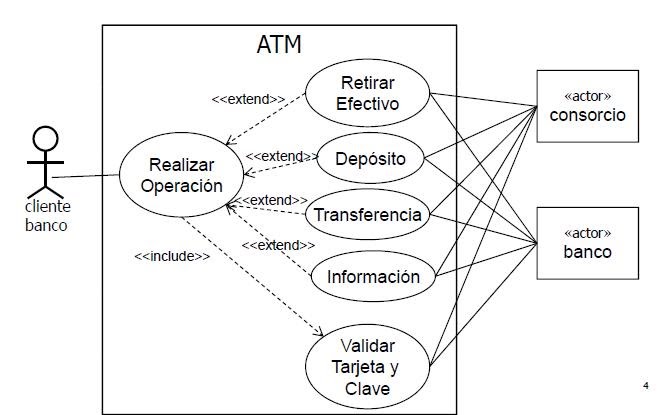 ATM
Retirar
Efectivo
<<extend>>
«actor»
consorcio
Realizar
Operación
<<extend>>
Depósito
cliente
banco
<<extend>>
Transferencia
«actor»
banco
<<extend>>
<<include>>
Información
Validar
Tarjeta y
Clave
4